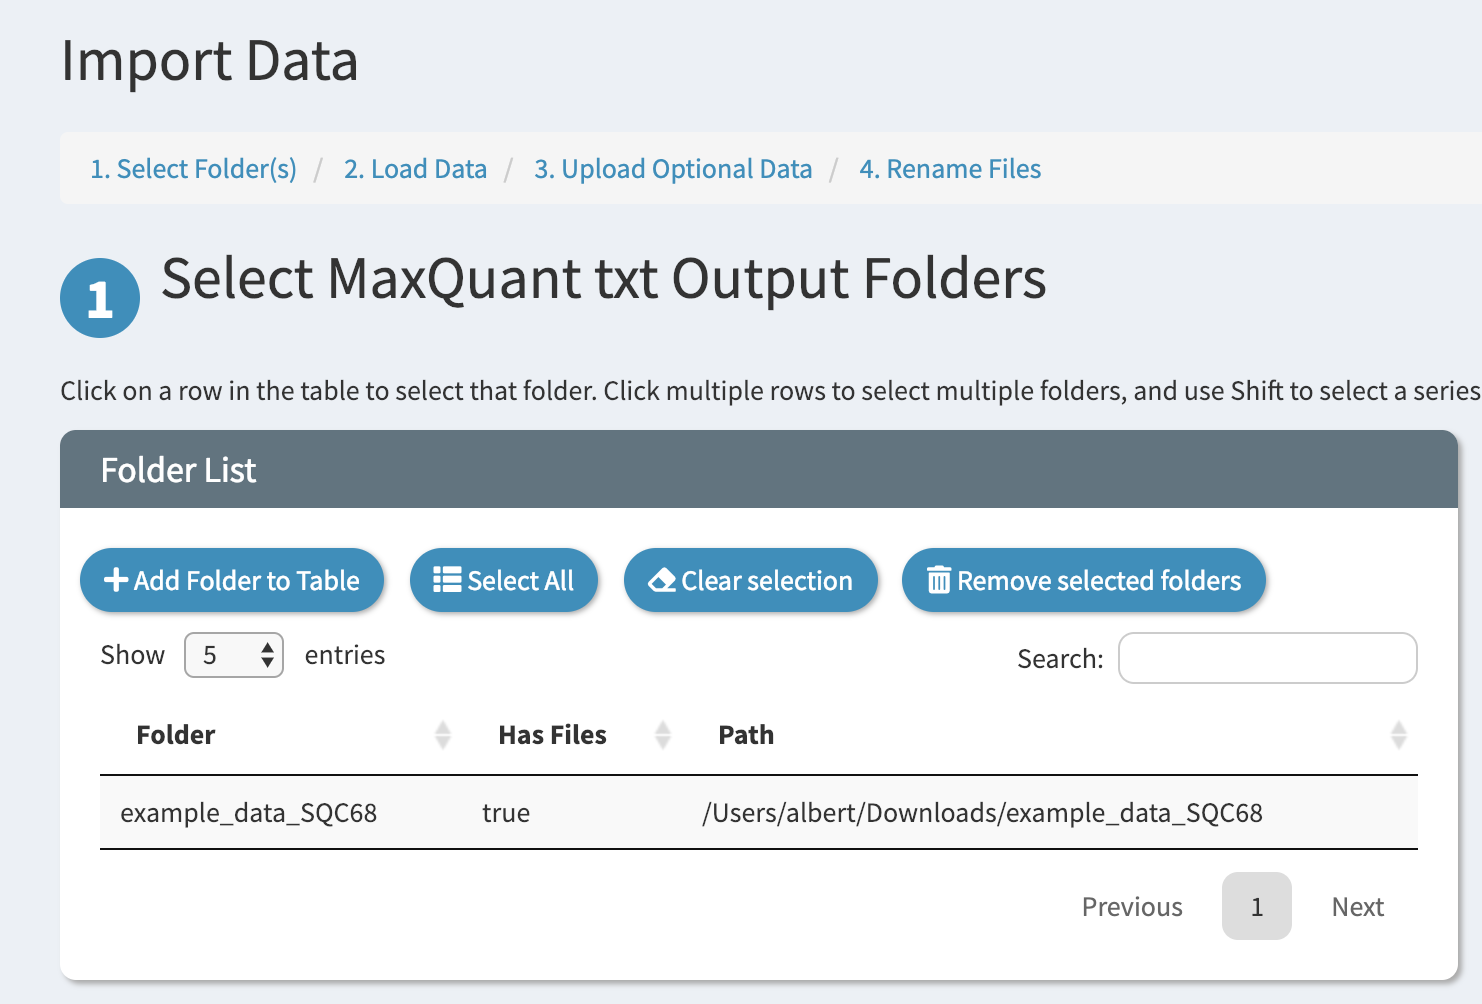 Import Data
1. Select Folder(s) / 2. Load Data / 3. Upload Optional Data / 4. Rename Files
1 Select MaxQuant txt Output Folders
Click on a row in the table to select that folder. Click multiple rows to select multiple folders, and use Shift to select a series
Folder List
Add Folder to Table Select All Clear selection Remove selected folders
Show 5 entries Search:
Folder Has Files Path
example_data_SQC68 true /Users/albert/Downloads/example_data_SQC68
Previous 1 Next